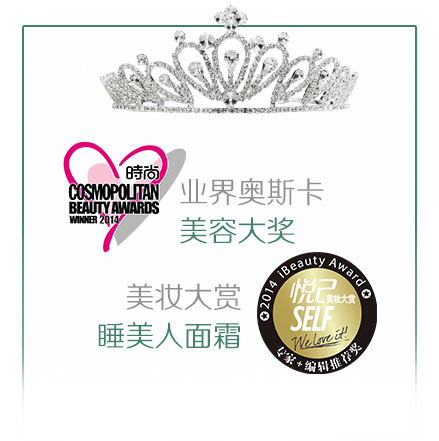 時尚
COSMOPOLITAN
BEAUTY AWARDS
WINNER 2014
业界奥斯卡
美容大奖
美妆大赏
睡美人面霜
2014 iBeauty Award
悦己美妆大赏
SELF
We love it!
专家+编辑推荐奖